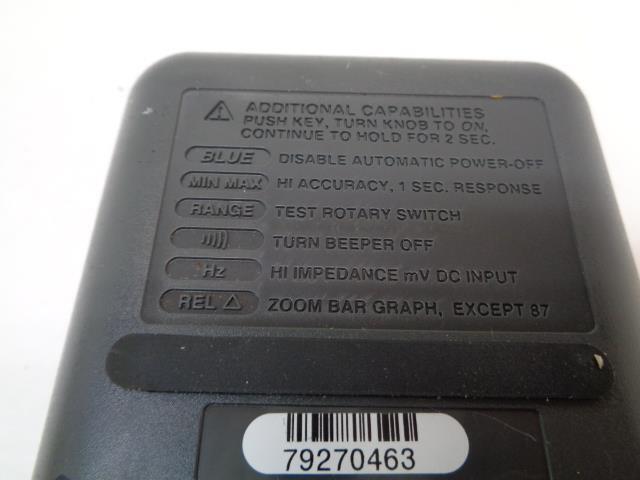 ADDITIONAL CAPABILITIES
PUSH KEY, TURN KNOB TO ON,
CONTINUE TO HOLD FOR 2 SEC.
BLUE DISABLE AUTOMATIC POWER-OFF
MIN MAX HI ACCURACY, 1 SEC. RESPONSE
RANGE TEST ROTARY SWITCH
TURN BEEPER OFF
Hz HI IMPEDANCE mV DC INPUT
REL △ ZOOM BAR GRAPH, EXCEPT 87
79270463